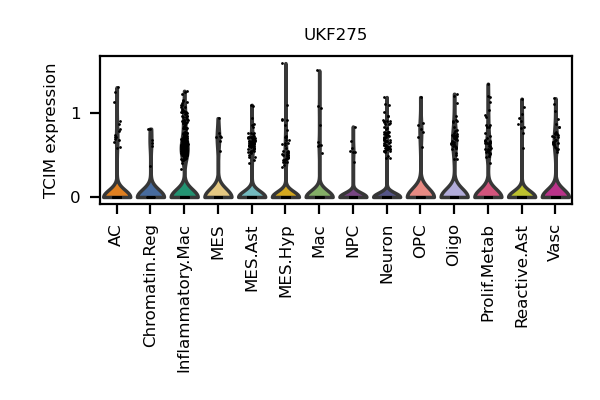 UKF275
TCIM expression
1
0
AC
Chromatin.Reg
Inflammatory.Mac
MES
MES.Ast
MES.Hyp
Mac
NPC
Neuron
OPC
Oligo
Prolif.Metab
Reactive.Ast
Vasc